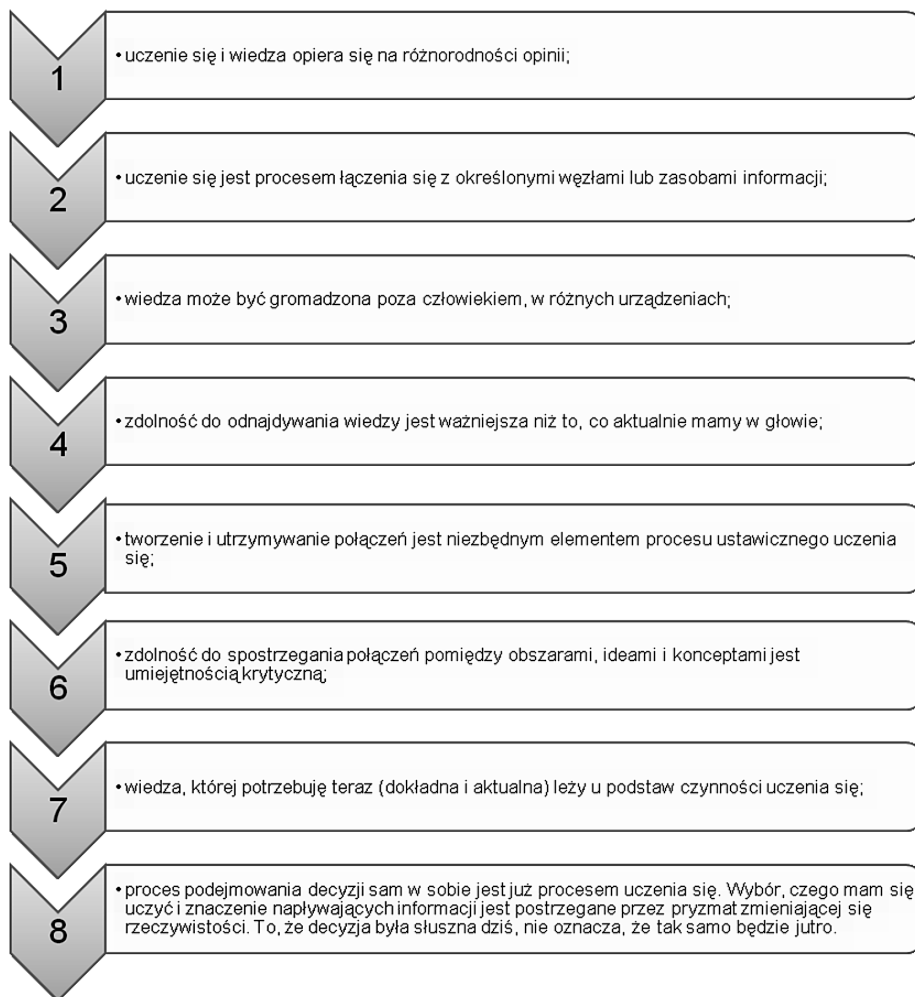 1
• uczenie się i wiedza opiera się na różnorodności opinii;
2
• uczenie się jest procesem łączenia się z określonymi węzłami lub zasobami informacji;
3
• wiedza może być gromadzona poza człowiekiem, w różnych urządzeniach;
4
• zdolność do odnajdywania wiedzy jest ważniejsza niż to, co aktualnie mamy w głowie;
5
• tworzenie i utrzymywanie połączeń jest niezbędnym elementem procesu ustawicznego uczenia
się;
6
• zdolność do spostrzegania połączeń pomiędzy obszarami, ideami i konceptami jest
umiejętnością krytyczną;
7
• wiedza, której potrzebuję teraz (dokładna i aktualna) leży u podstaw czynności uczenia się;
8
• proces podejmowania decyzji sam w sobie jest już procesem uczenia się. Wybór, czego mam się
uczyć i znaczenie napływających informacji jest postrzegane przez pryzmat zmieniającej się
rzeczywistości. To, że decyzja była słuszna dziś, nie oznacza, że tak samo będzie jutro.